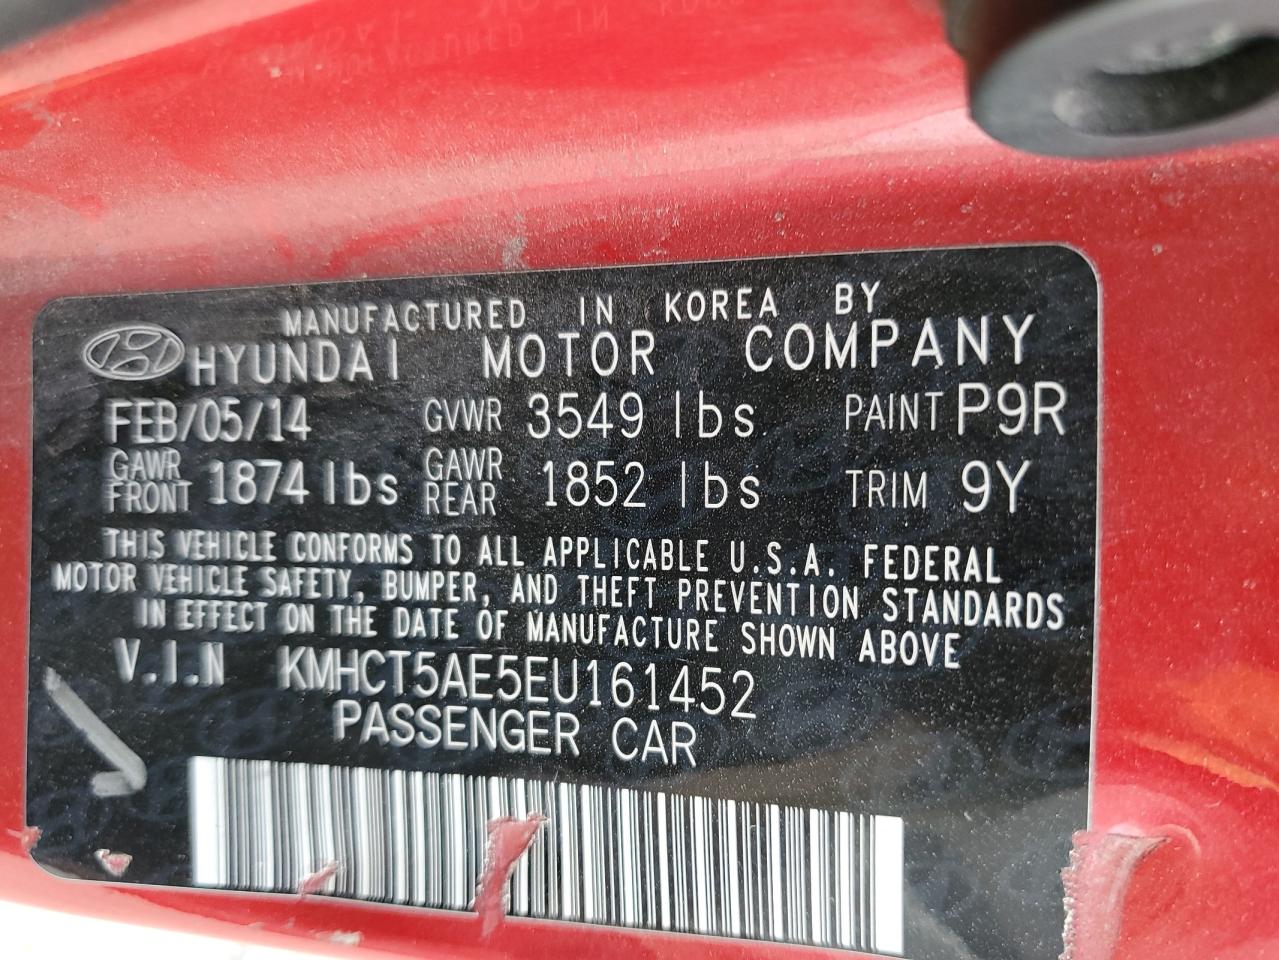 MANUFACTURED IN KOREA BY
HYUNDAI MOTOR COMPANY
FEB/05/14 GVWR 3549 lbs PAINT P9R
GAWR FRONT 1874 lbs GAWR REAR 1852 lbs TRIM 9Y
THIS VEHICLE CONFORMS TO ALL APPLICABLE U.S.A. FEDERAL
MOTOR VEHICLE SAFETY, BUMPER, AND THEFT PREVENTION STANDARDS
IN EFFECT ON THE DATE OF MANUFACTURE SHOWN ABOVE
V.I.N KMHCT5AE5EU161452
PASSENGER CAR